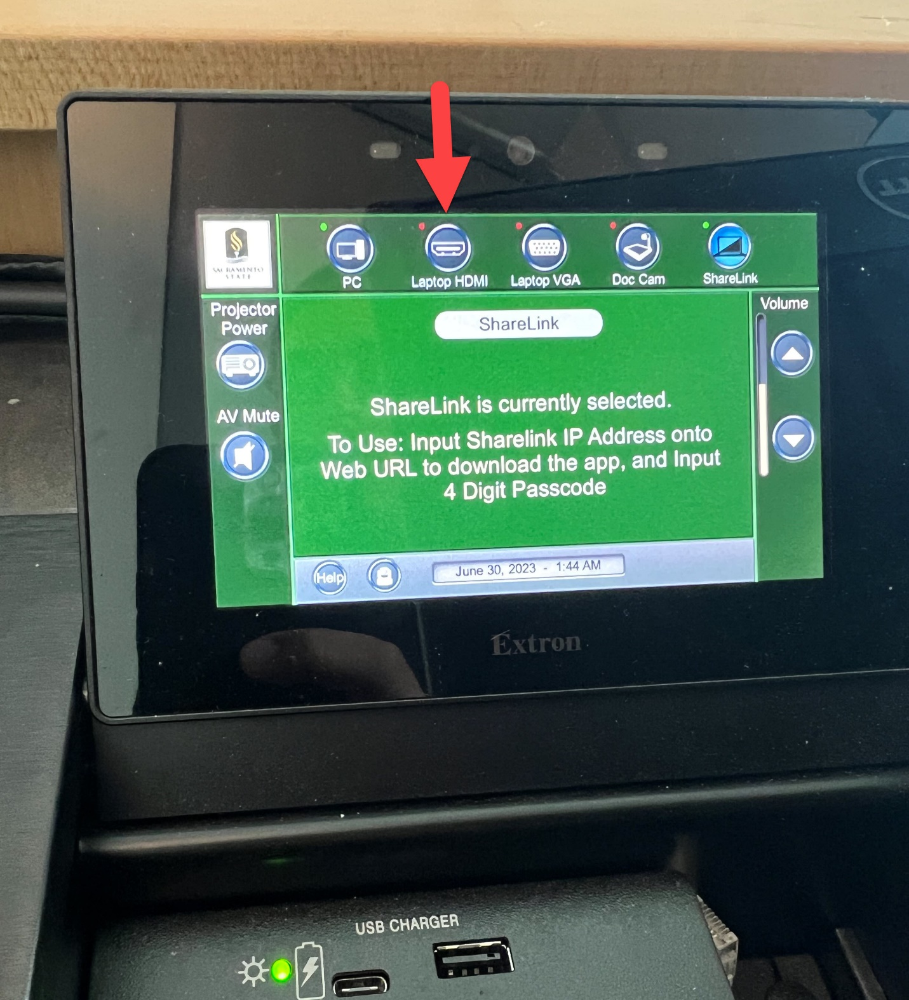 SACRAMENTO
STATE
PC
Laptop HDMI
Laptop VGA
Doc Cam
ShareLink
Projector
Power
AV Mute
Volume
ShareLink
ShareLink is currently selected.
To Use: Input Sharelink IP Address onto
Web URL to download the app, and Input
4 Digit Passcode
Help
June 30, 2023 - 1:44 AM
Extron
USB CHARGER